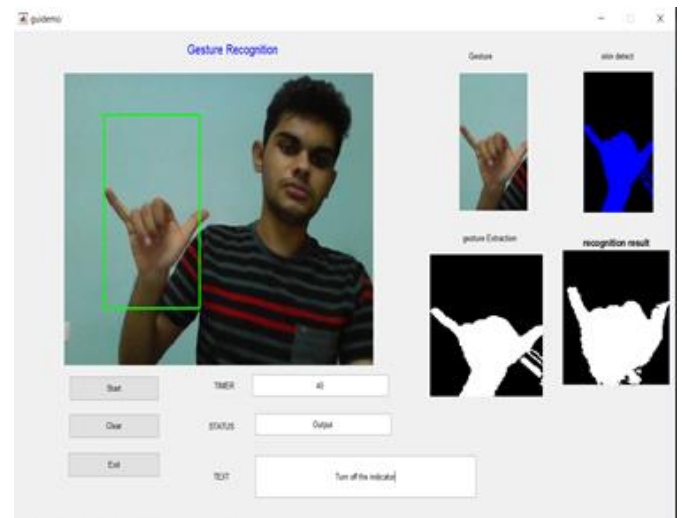 guidemo
Gesture Recognition
Gesture
skin detect
gesture Extraction
recognition result
Start
TIMER
40
Clear
STATUS
Output
Exit
TEXT
Turn off the indicator